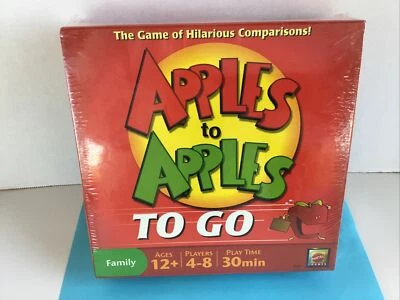 The Game of Hilarious Comparisons!
APPLES
to
APPLES
TO GO
Family
AGES PLAYERS PLAY TIME
12+ 4-8 30min